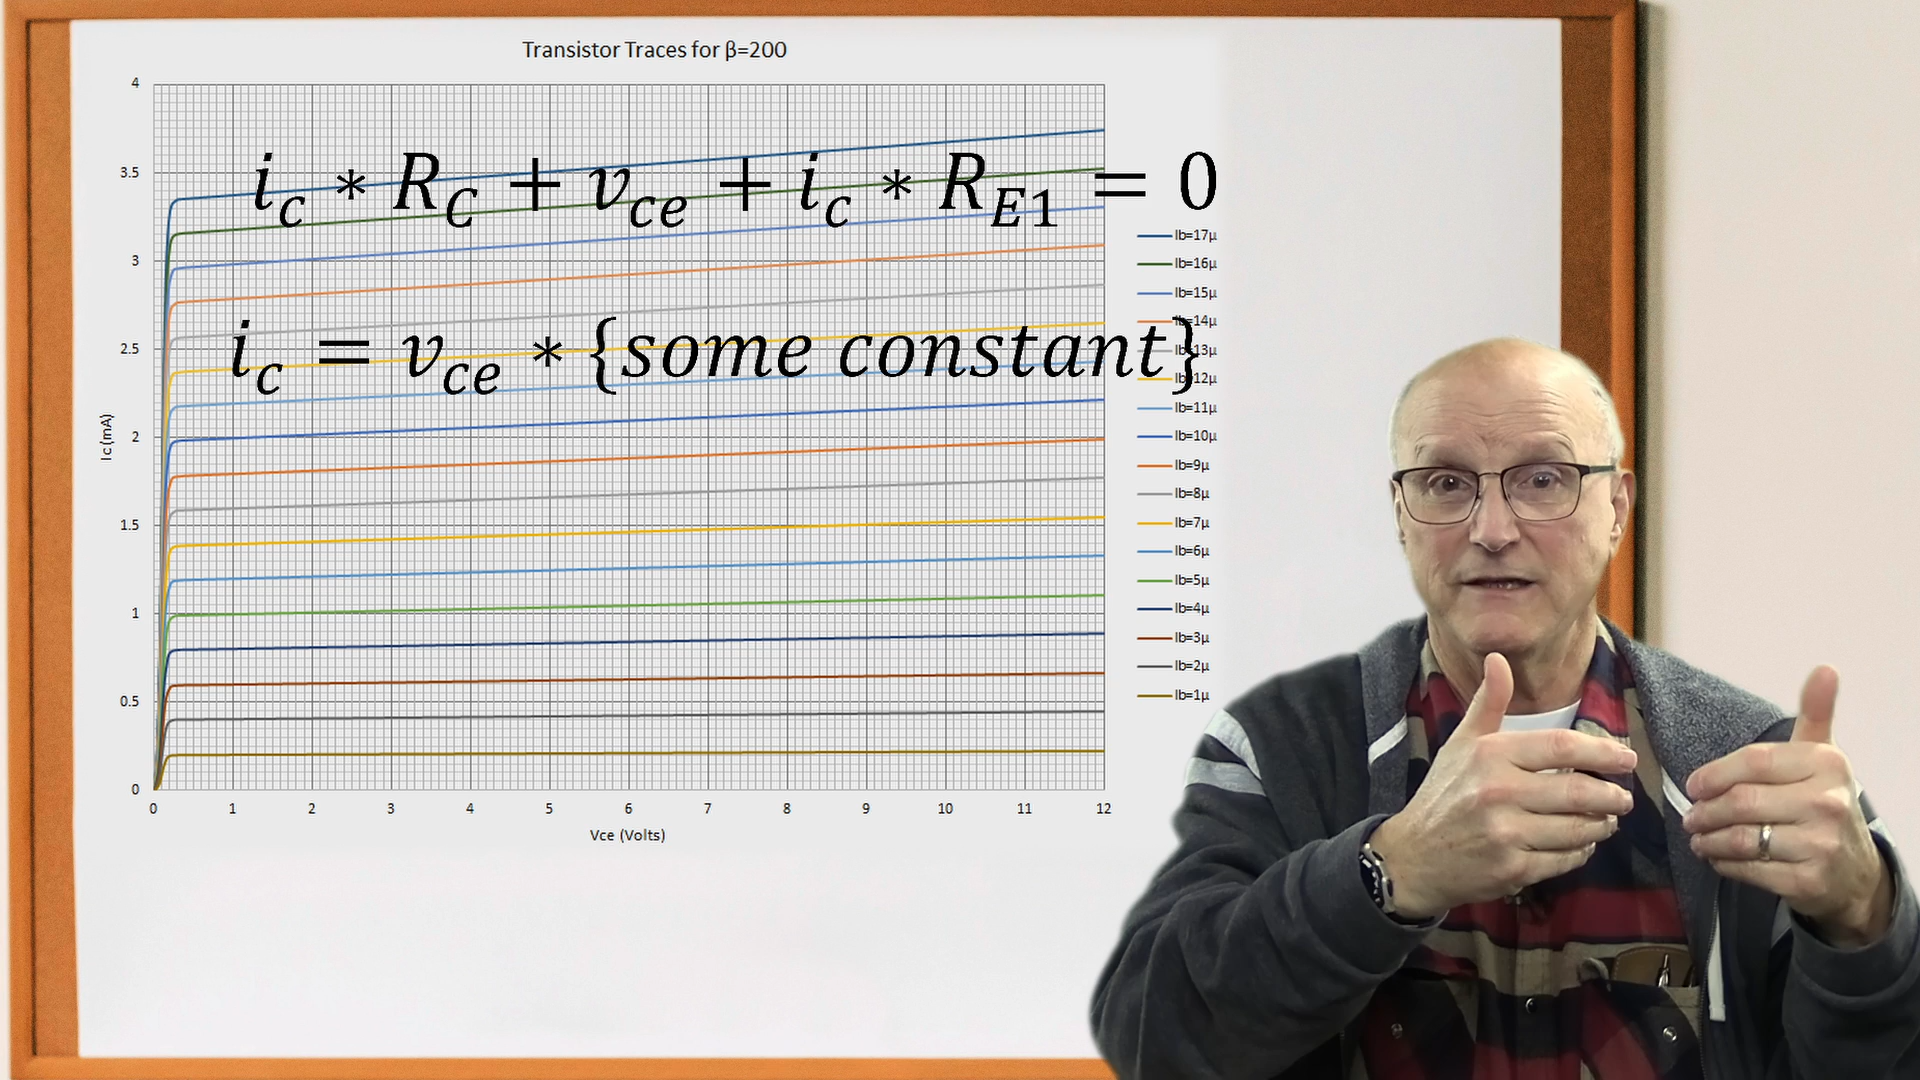 Transistor Traces for β=200
4
3.5
3
2.5
2
1.5
1
0.5
0
Ic (mA)
0 1 2 3 4 5 6 7 8 9 10 11 12
Vce (Volts)
i_c * R_C + v_ce + i_c * R_E1 = 0
i_c = v_ce * {some constant}
Ib=17μ
Ib=16μ
Ib=15μ
Ib=14μ
Ib=13μ
Ib=12μ
Ib=11μ
Ib=10μ
Ib=9μ
Ib=8μ
Ib=7μ
Ib=6μ
Ib=5μ
Ib=4μ
Ib=3μ
Ib=2μ
Ib=1μ